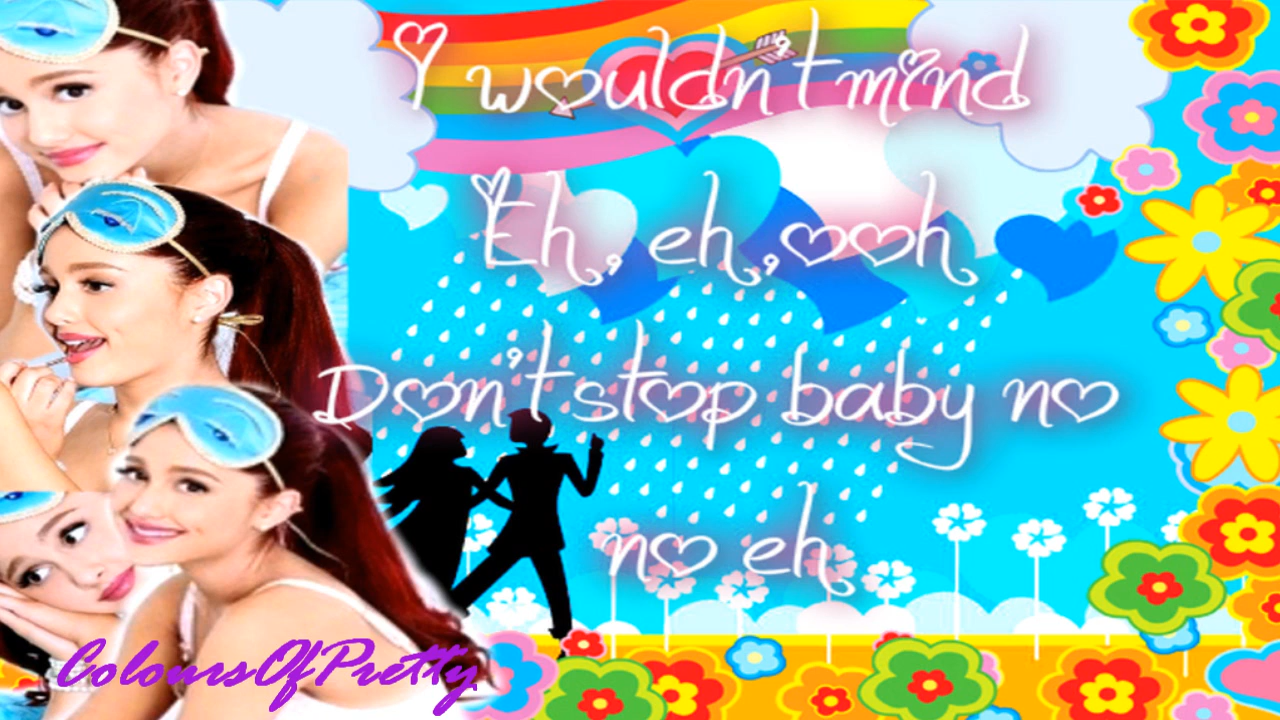 I wouldn't mind
Eh, eh, ooh
Don't stop baby no
no eh
ColoursOfPretty